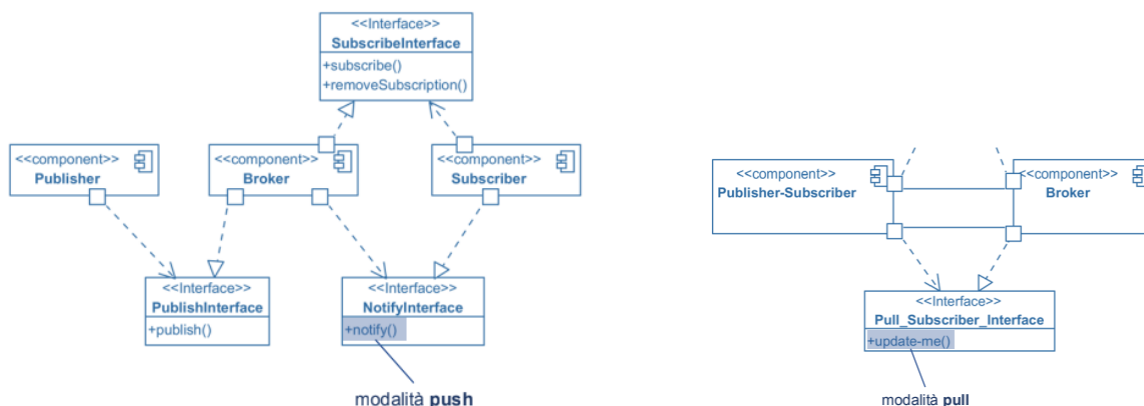 <<Interface>>
SubscribeInterface
+subscribe()
+removeSubscription()
<<component>>
Publisher
<<component>>
Broker
<<component>>
Subscriber
<<Interface>>
PublishInterface
+publish()
<<Interface>>
NotifyInterface
+notify()
modalità push
<<component>>
Publisher-Subscriber
<<component>>
Broker
<<Interface>>
Pull_Subscriber_Interface
+update-me()
modalità pull